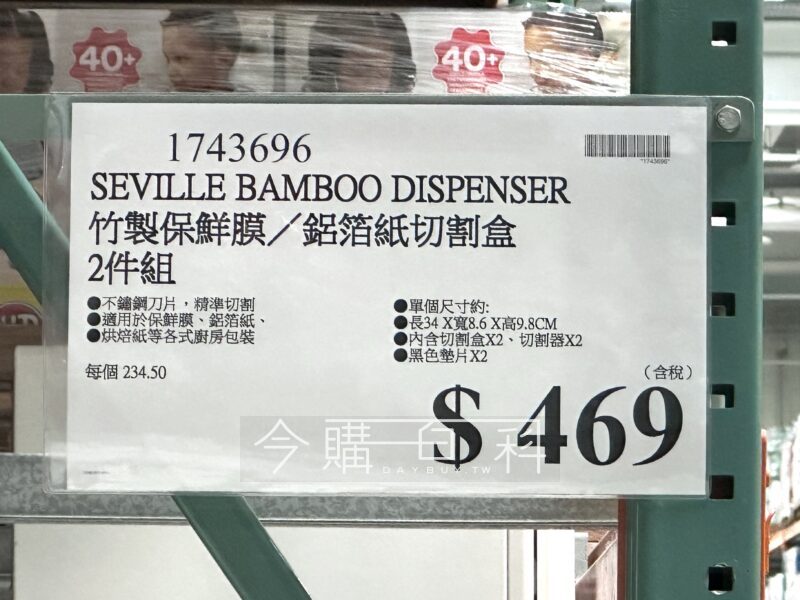 40+
40+
1743696
"1743696"
SEVILLE BAMBOO DISPENSER
竹製保鮮膜／鋁箔紙切割盒
2件組
●不鏽鋼刀片，精準切割
●適用於保鮮膜、鋁箔紙、
●烘焙紙等各式廚房包裝
●單個尺寸約:
●長34 X寬8.6 X高9.8CM
●內含切割盒X2、切割器X2
●黑色墊片X2
每個 234.50
（含稅）
$ 469
今購百科
DAYBUY.TW